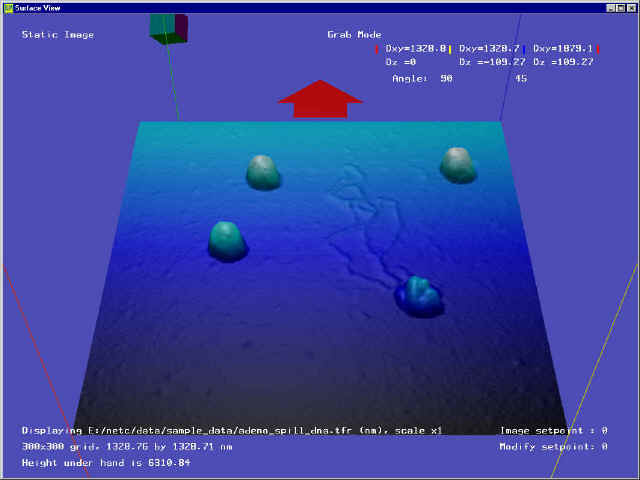 Surface View
Static Image
Grab Mode
Dxy=1328.8 Dxy=1328.7 Dxy=1879.1
Dz =0 Dz =-109.27 Dz =109.27
Angle: 90 45
Displaying E:/netc/data/sample_data/adeno_spill_dna.tfr (nm), scale x1
Image setpoint : 0
300x300 grid, 1328.76 by 1328.71 nm
Modify setpoint: 0
Height under hand is 6310.84